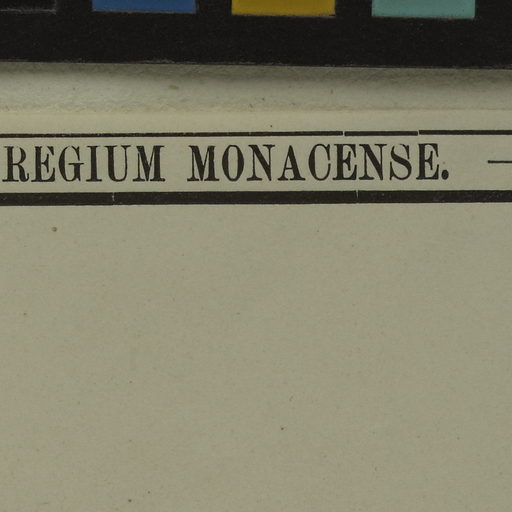 REGIUM MONACENSE. —